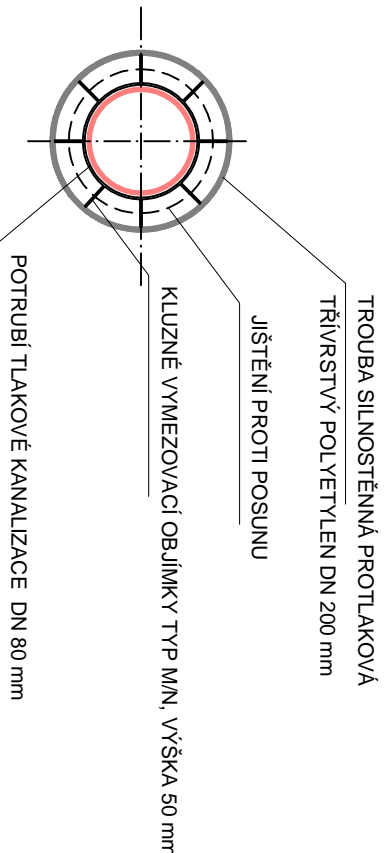 TROUBA SILNOSTĚNNÁ PROTLAKOVÁ
TŘÍVRSTVÝ POLYETYLEN DN 200 mm
JIŠTĚNÍ PROTI POSUNU
KLUZNÉ VYMEZOVACÍ OBJÍMKY TYP M/N, VÝŠKA 50 mm
POTRUBÍ TLAKOVÉ KANALIZACE DN 80 mm